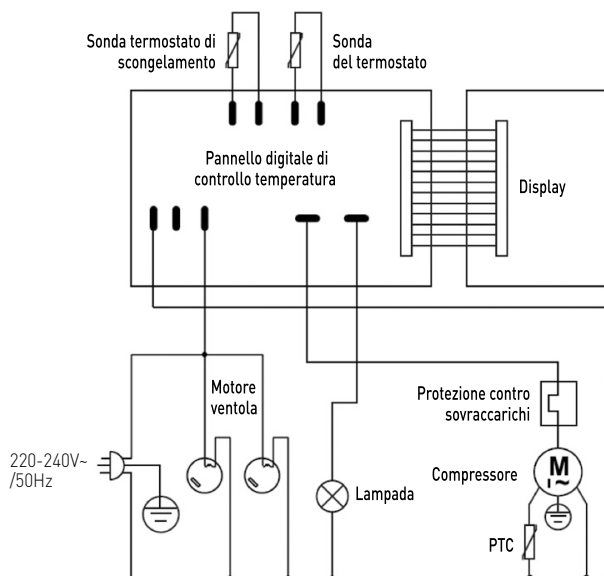 Sonda termostato di
scongelamento
Sonda
del termostato
Pannello digitale di
controllo temperatura
Display
Motore
ventola
Protezione contro
sovraccarichi
220-240V~
/50Hz
Compressore
M
1~
Lampada
PTC